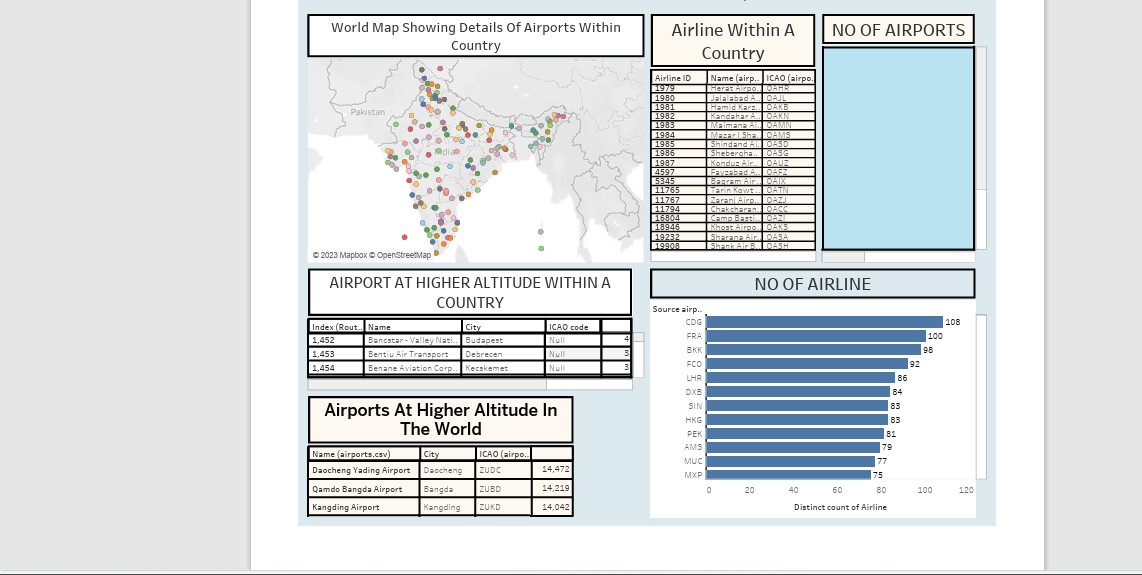 World Map Showing Details Of Airports Within
Country
Pakistan
© 2023 Mapbox © OpenStreetMap
Airline Within A
Country
Airline ID Name (airp.. ICAO (airpo.
1979 Herat Airpo.. OAHR
1980 Jalalabad A.. OAJL
1981 Hamid Karz.. OAKB
1982 Kandahar A.. OAKN
1983 Maimana Ai.. OAMN
1984 Mazar I Sha.. OAMS
1985 Shindand Ai.. OASD
1986 Shebergha.. OASG
1987 Konduz Air.. OAUZ
4597 Fayzabad A.. OAFZ
5345 Bagram Air .. OAIX
11765 Tarin Kowt .. OATN
11767 Zaranj Airp.. OAZJ
11794 Chakcharan.. OACC
16804 Camp Basti.. OAZI
18946 Khost Airpo.. OAKS
19232 Sharana Air.. OASA
19908 Shank Air B.. OASH
NO OF AIRPORTS
AIRPORT AT HIGHER ALTITUDE WITHIN A
COUNTRY
Index (Rout.. Name City ICAO code
1,452 Bancstar - Valley Nati.. Budapest Null 4
1,453 Bentiu Air Transport Debrecen Null 3
1,454 Benane Aviation Corp.. Kecskemet Null 3
Airports At Higher Altitude In
The World
Name (airports.csv) City ICAO (airpo..
Daocheng Yading Airport Daocheng ZUDC 14,472
Qamdo Bangda Airport Bangda ZUBD 14,219
Kangding Airport Kangding ZUKD 14,042
NO OF AIRLINE
Source airp..
CDG 108
FRA 100
BKK 98
FCO 92
LHR 86
DXB 84
SIN 83
HKG 83
PEK 81
AMS 79
MUC 77
MXP 75
0 20 40 60 80 100 120
Distinct count of Airline